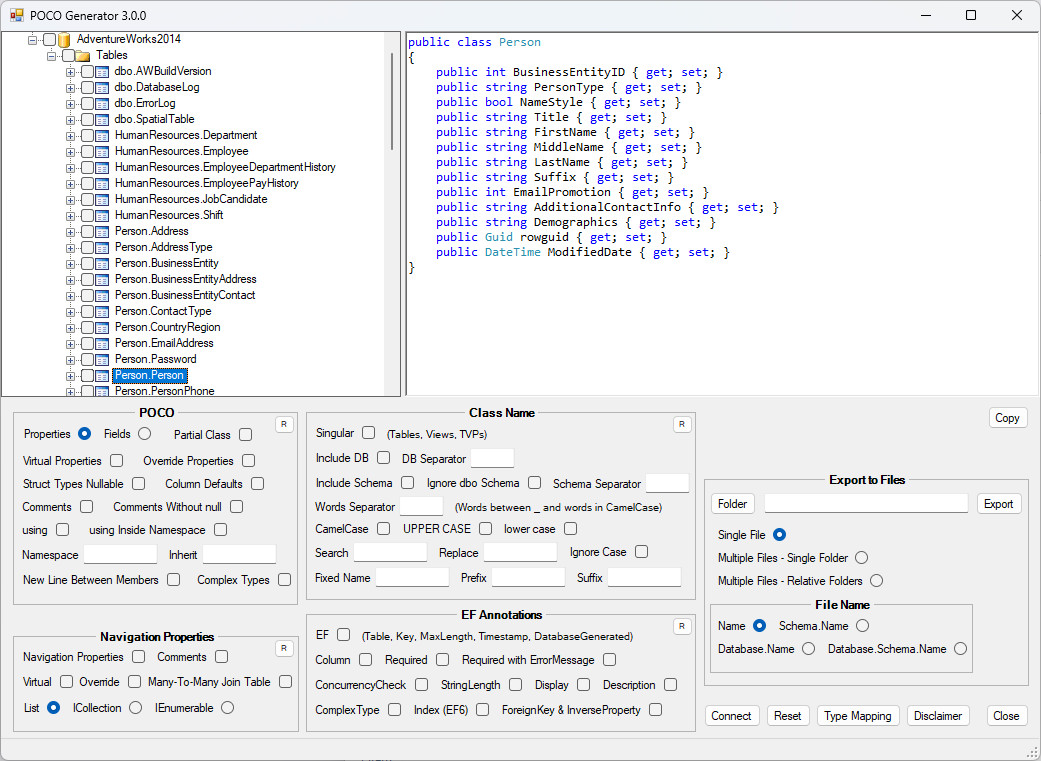 POCO Generator 3.0.0
AdventureWorks2014
Tables
dbo.AWBuildVersion
dbo.DatabaseLog
dbo.ErrorLog
dbo.SpatialTable
HumanResources.Department
HumanResources.Employee
HumanResources.EmployeeDepartmentHistory
HumanResources.EmployeePayHistory
HumanResources.JobCandidate
HumanResources.Shift
Person.Address
Person.AddressType
Person.BusinessEntity
Person.BusinessEntityAddress
Person.BusinessEntityContact
Person.ContactType
Person.CountryRegion
Person.EmailAddress
Person.Password
Person.Person
Person.PersonPhone
public class Person
{
public int BusinessEntityID { get; set; }
public string PersonType { get; set; }
public bool NameStyle { get; set; }
public string Title { get; set; }
public string FirstName { get; set; }
public string MiddleName { get; set; }
public string LastName { get; set; }
public string Suffix { get; set; }
public int EmailPromotion { get; set; }
public string AdditionalContactInfo { get; set; }
public string Demographics { get; set; }
public Guid rowguid { get; set; }
public DateTime ModifiedDate { get; set; }
}
POCO
R
Properties Fields Partial Class
Virtual Properties Override Properties
Struct Types Nullable Column Defaults
Comments Comments Without null
using using Inside Namespace
Namespace Inherit
New Line Between Members Complex Types
Navigation Properties
R
Navigation Properties Comments
Virtual Override Many-To-Many Join Table
List ICollection IEnumerable
Class Name
R
Singular (Tables, Views, TVPs)
Include DB DB Separator
Include Schema Ignore dbo Schema Schema Separator
Words Separator (Words between _ and words in CamelCase)
CamelCase UPPER CASE lower case
Search Replace Ignore Case
Fixed Name Prefix Suffix
EF Annotations
R
EF (Table, Key, MaxLength, Timestamp, DatabaseGenerated)
Column Required Required with ErrorMessage
ConcurrencyCheck StringLength Display Description
ComplexType Index (EF6) ForeignKey & InverseProperty
Copy
Export to Files
Folder Export
Single File
Multiple Files - Single Folder
Multiple Files - Relative Folders
File Name
Name Schema.Name
Database.Name Database.Schema.Name
Connect Reset Type Mapping Disclaimer Close